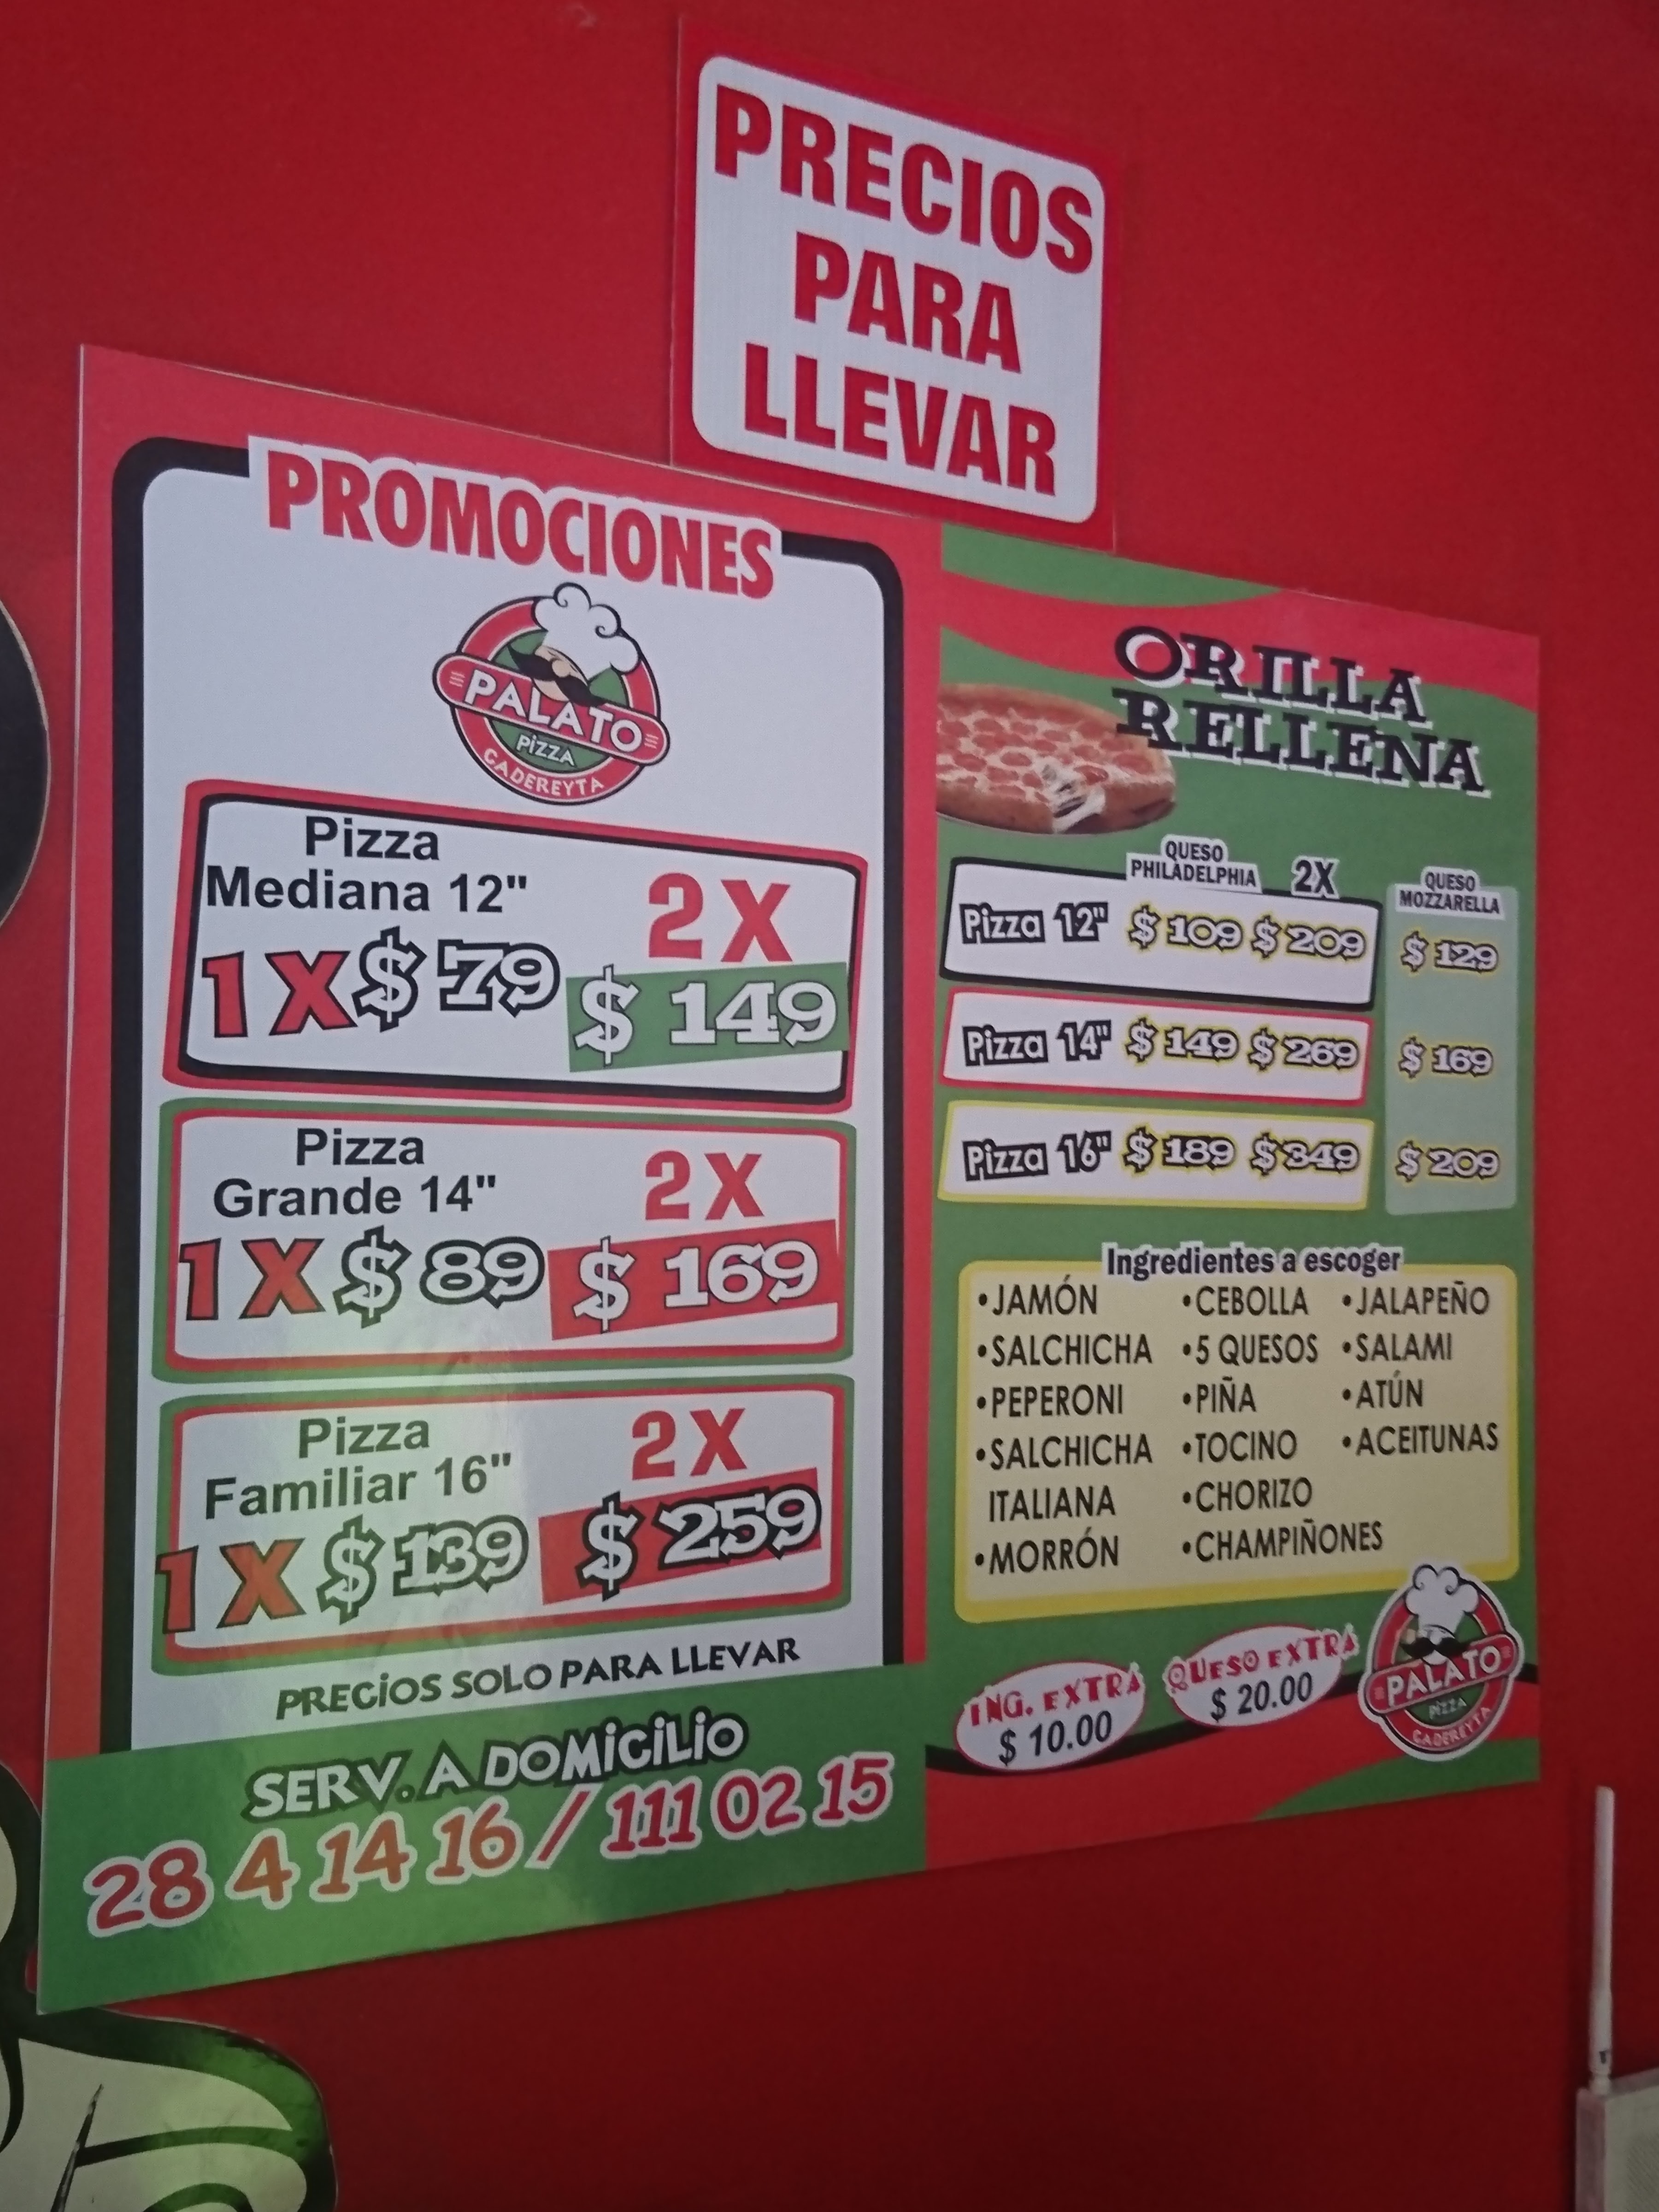 PRECIOS
PARA
LLEVAR
PROMOCIONES
PALATO
PIZZA
CADEREYTA
Pizza
Mediana 12"
2 X
1 X $ 79
$ 149
Pizza
Grande 14"
2 X
1 X $ 89
$ 169
Pizza
Familiar 16"
2 X
1 X $ 139
$ 259
PRECIOS SOLO PARA LLEVAR
SERV. A DOMICILIO
28 4 14 16 / 111 02 15
ORILLA
RELLENA
QUESO
PHILADELPHIA
2X
QUESO
MOZZARELLA
Pizza 12" $ 109 $ 209 $ 129
Pizza 14" $ 149 $ 269 $ 169
Pizza 16" $ 189 $ 349 $ 209
Ingredientes a escoger
•JAMÓN
•SALCHICHA
•PEPERONI
•SALCHICHA
ITALIANA
•MORRÓN
•CEBOLLA
•5 QUESOS
•PIÑA
•TOCINO
•CHORIZO
•CHAMPIÑONES
•JALAPEÑO
•SALAMI
•ATÚN
•ACEITUNAS
ING. EXTRA
$ 10.00
QUESO EXTRA
$ 20.00
PALATO
PIZZA
CADEREYTA